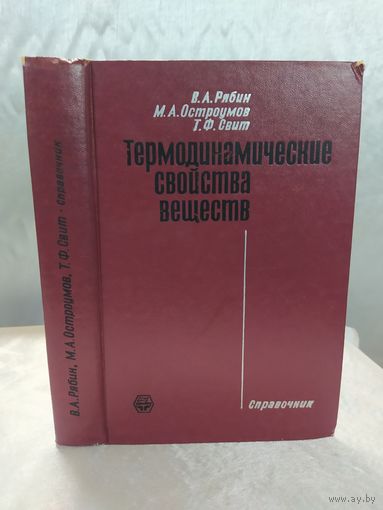 В.А.Рябин, М.А.Остроумов, Т.Ф.Свит · справочник
В.А.Рябин
М.А.Остроумов
Т.Ф.Свит
Термодинамические
свойства
веществ
Справочник
www.ay.by